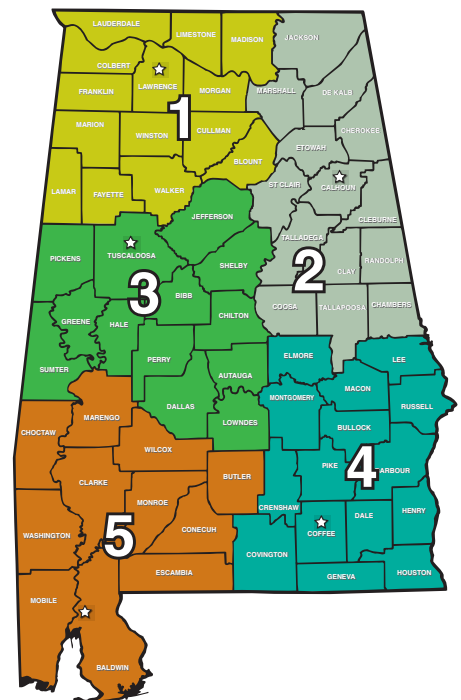 LAUDERDALE
LIMESTONE
MADISON
JACKSON
COLBERT
LAWRENCE
FRANKLIN
MORGAN
MARSHALL
DE KALB
1
MARION
WINSTON
CULLMAN
CHEROKEE
ETOWAH
BLOUNT
LAMAR
FAYETTE
WALKER
ST CLAIR
CALHOUN
JEFFERSON
CLEBURNE
TALLADEGA
PICKENS
TUSCALOOSA
SHELBY
2
CLAY
RANDOLPH
3
BIBB
COOSA
TALLAPOOSA
CHAMBERS
GREENE
HALE
CHILTON
PERRY
ELMORE
LEE
SUMTER
AUTAUGA
MACON
MONTGOMERY
DALLAS
RUSSELL
MARENGO
LOWNDES
BULLOCK
CHOCTAW
WILCOX
PIKE
4
ARBOUR
CLARKE
BUTLER
MONROE
CRENSHAW
HENRY
DALE
5
CONECUH
COFFEE
WASHINGTON
COVINGTON
ESCAMBIA
GENEVA
HOUSTON
MOBILE
BALDWIN